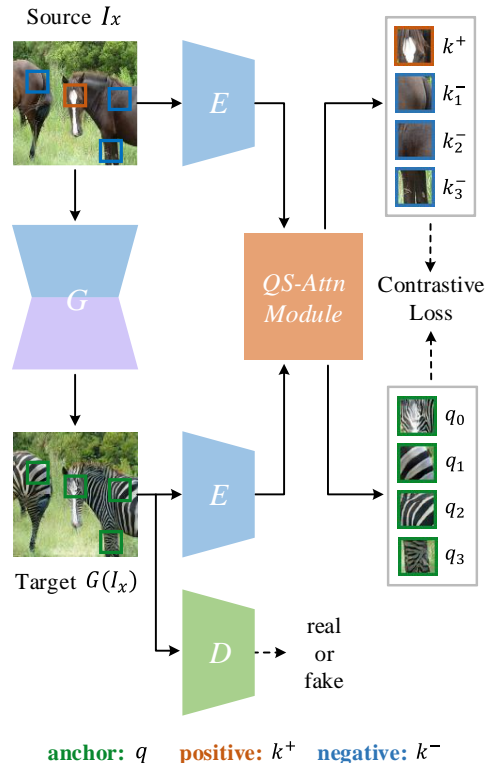 Source I_x
E
k^+
k_1^-
k_2^-
k_3^-
G
QS-Attn
Module
Contrastive
Loss
q_0
q_1
q_2
q_3
E
Target G(I_x)
D
real
or
fake
anchor: q positive: k^+ negative: k^-